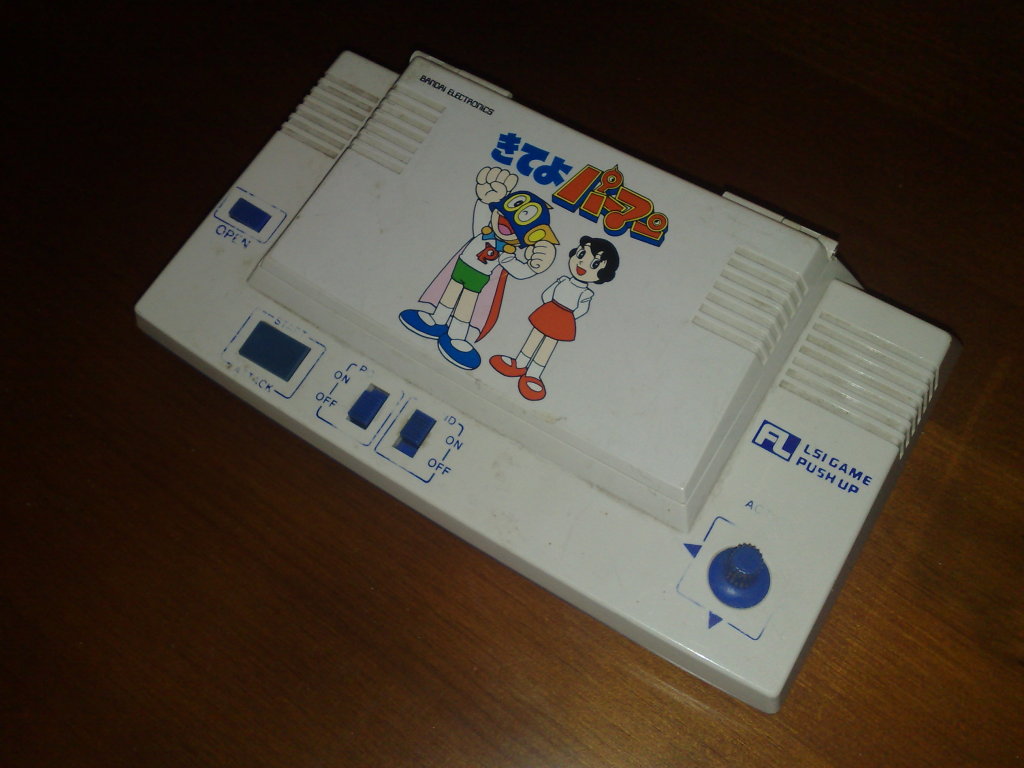 BANDAI ELECTRONICS
きてよ パーマン
P
OPEN
ON
OFF
ON
OFF
FL LSI GAME
PUSH UP